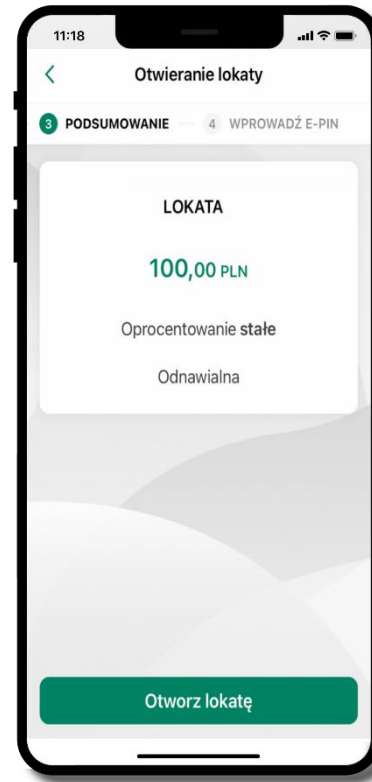 11:18
Otwieranie lokaty
3 PODSUMOWANIE 4 WPROWADŹ E-PIN
LOKATA
100,00 PLN
Oprocentowanie stałe
Odnawialna
Otworz lokatę